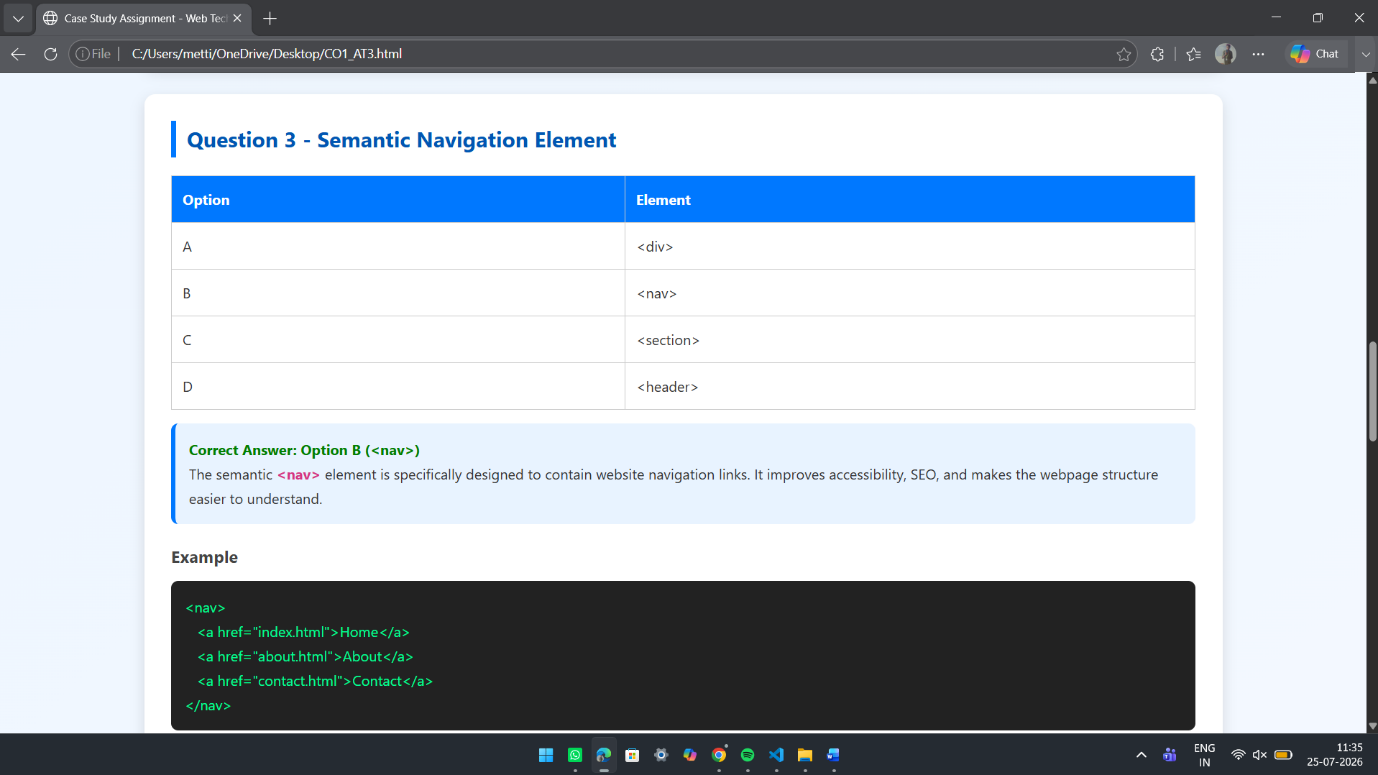 Case Study Assignment - Web Tec
File
C:/Users/metti/OneDrive/Desktop/CO1_AT3.html
Chat
Question 3 - Semantic Navigation Element
Option Element
A <div>
B <nav>
C <section>
D <header>
Correct Answer: Option B (<nav>)
The semantic <nav> element is specifically designed to contain website navigation links. It improves accessibility, SEO, and makes the webpage structure
easier to understand.
Example
<nav>
<a href="index.html">Home</a>
<a href="about.html">About</a>
<a href="contact.html">Contact</a>
</nav>
ENG
IN
11:35
25-07-2026